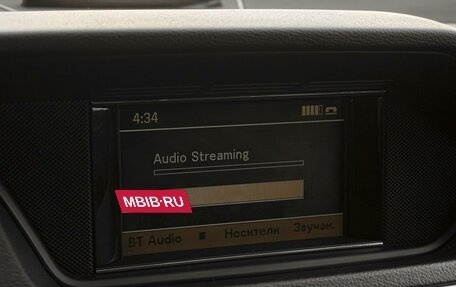 4:34
Audio Streaming
MBIB-RU
BT Audio Носители Звучан.